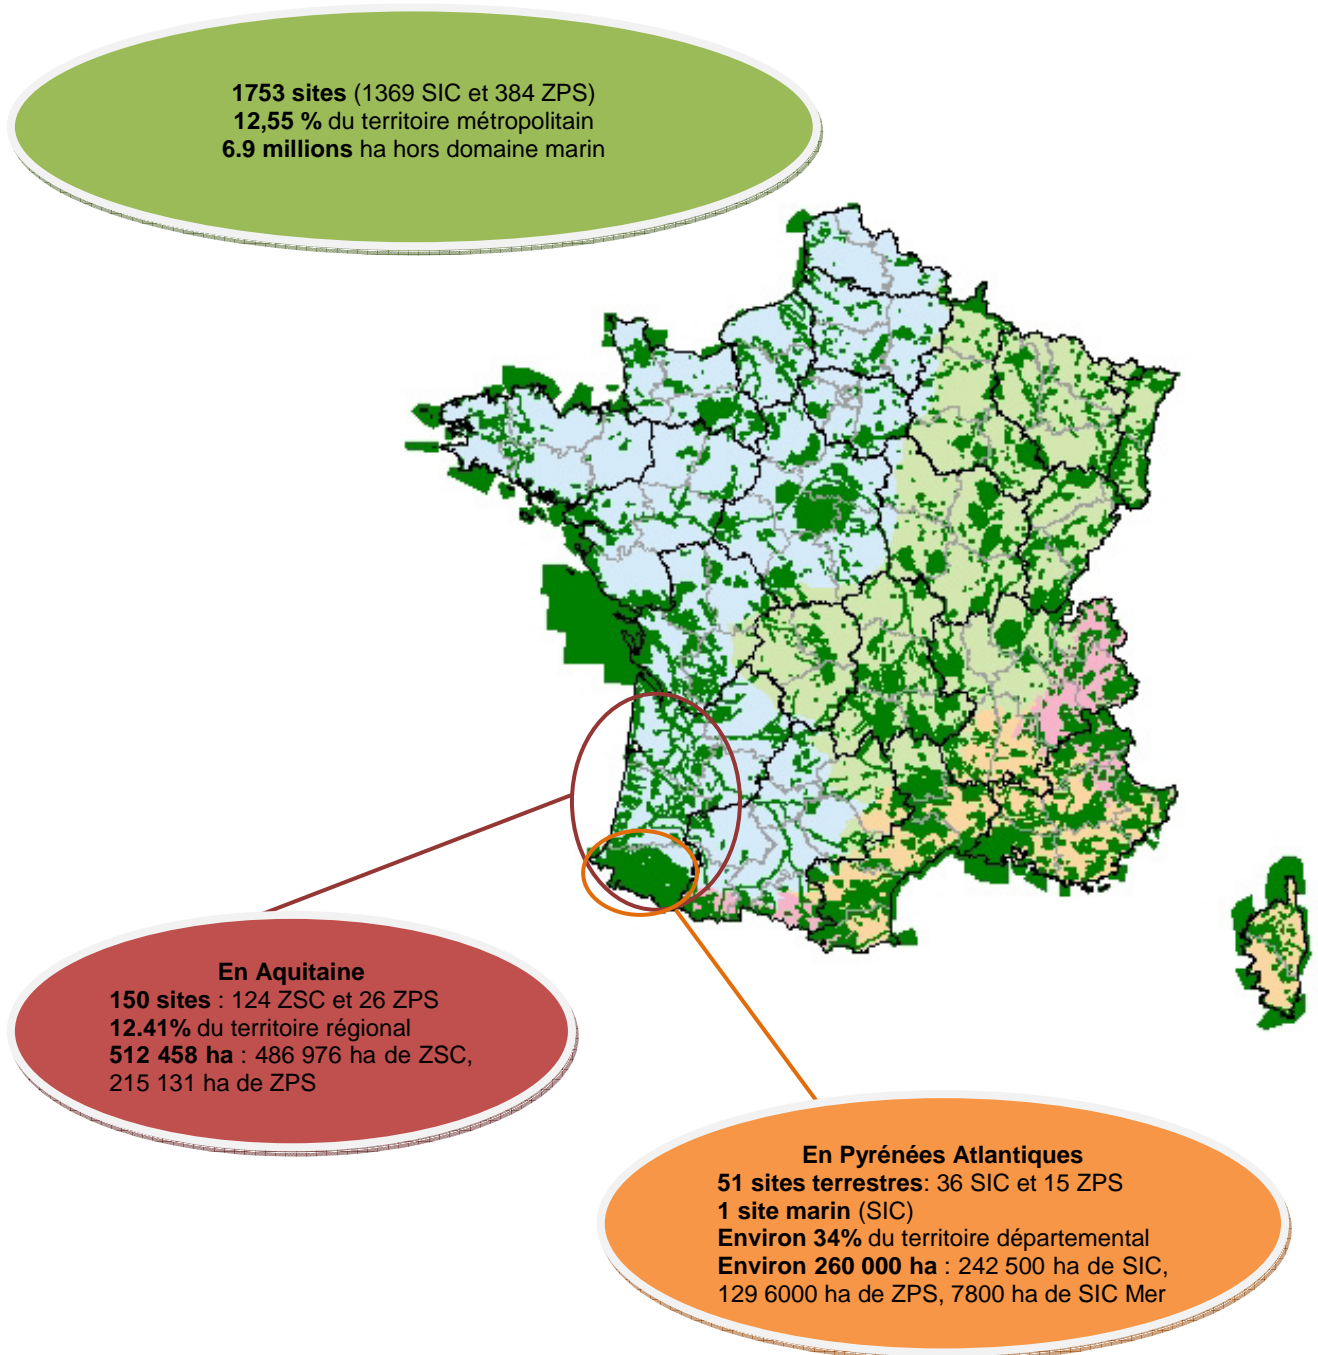 1753 sites (1369 SIC et 384 ZPS)
12,55 % du territoire métropolitain
6.9 millions ha hors domaine marin
En Aquitaine
150 sites : 124 ZSC et 26 ZPS
12.41% du territoire régional
512 458 ha : 486 976 ha de ZSC,
215 131 ha de ZPS
En Pyrénées Atlantiques
51 sites terrestres: 36 SIC et 15 ZPS
1 site marin (SIC)
Environ 34% du territoire départemental
Environ 260 000 ha : 242 500 ha de SIC,
129 6000 ha de ZPS, 7800 ha de SIC Mer